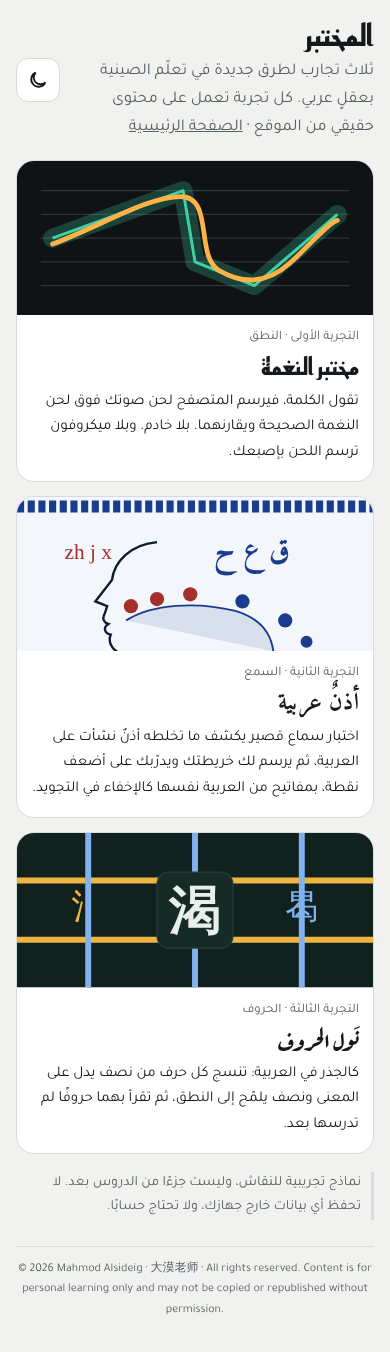 المختبر
ثلاث تجارب لطرق جديدة في تعلّم الصينية
بعقلٍ عربي. كل تجربة تعمل على محتوى
حقيقي من الموقع · الصفحة الرئيسية
التجربة الأولى · النطق
مختبر النغمة
تقول الكلمة، فيرسم المتصفح لحن صوتك فوق لحن
النغمة الصحيحة ويقارنهما. بلا خادم. وبلا ميكروفون
ترسم اللحن بإصبعك.
zh j x
ق ع ح
التجربة الثانية · السمع
أذنٌ عربية
اختبار سماع قصير يكشف ما تخلطه أذنٌ نشأت على
العربية، ثم يرسم لك خريطتك ويدرّبك على أضعف
نقطة، بمفاتيح من العربية نفسها كالإخفاء في التجويد.
氵 渴 曷
التجربة الثالثة · الحروف
نَول الحروف
كالجذر في العربية: تنسج كل حرف من نصف يدل على
المعنى ونصف يلمّح إلى النطق، ثم تقرأ بهما حروفًا لم
تدرسها بعد.
نماذج تجريبية للنقاش، وليست جزءًا من الدروس بعد. لا
تحفظ أي بيانات خارج جهازك، ولا تحتاج حسابًا.
© 2026 Mahmod Alsideig · 大漠老师 · All rights reserved. Content is for
personal learning only and may not be copied or republished without
permission.